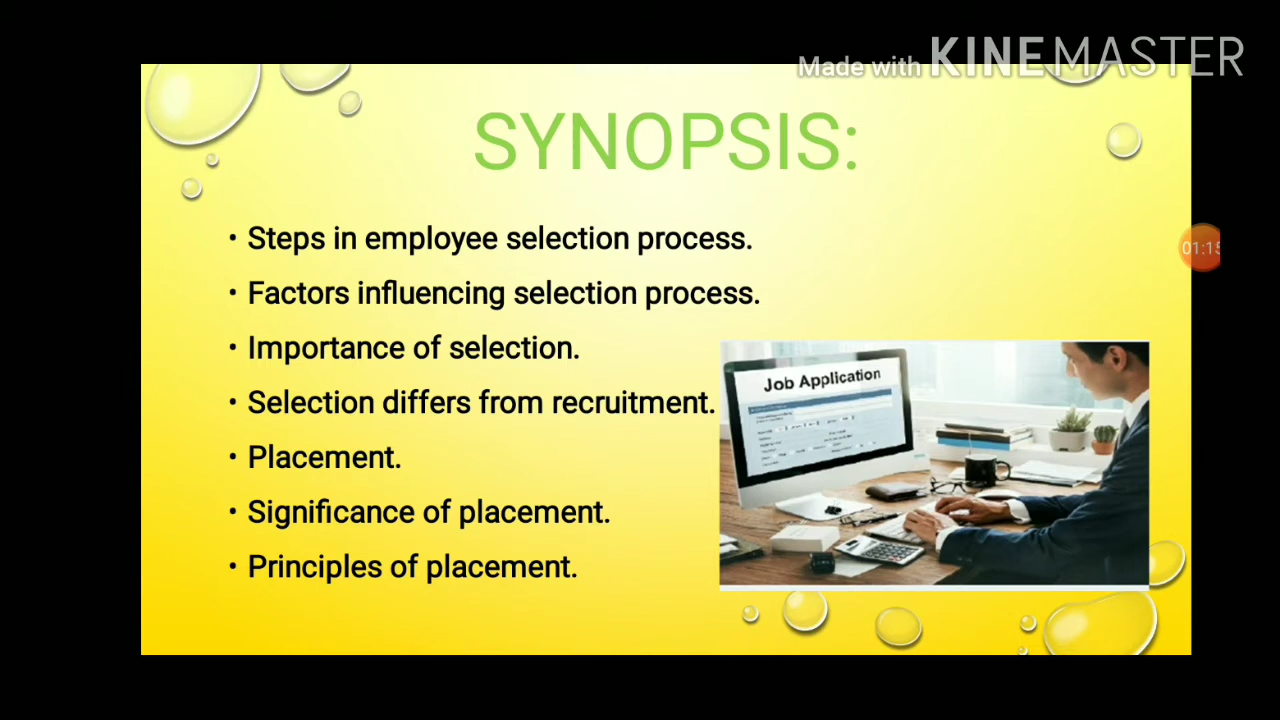 Made with KINEMASTER
SYNOPSIS:
• Steps in employee selection process.
• Factors influencing selection process.
• Importance of selection.
• Selection differs from recruitment.
• Placement.
• Significance of placement.
• Principles of placement.
01:15
Job Application